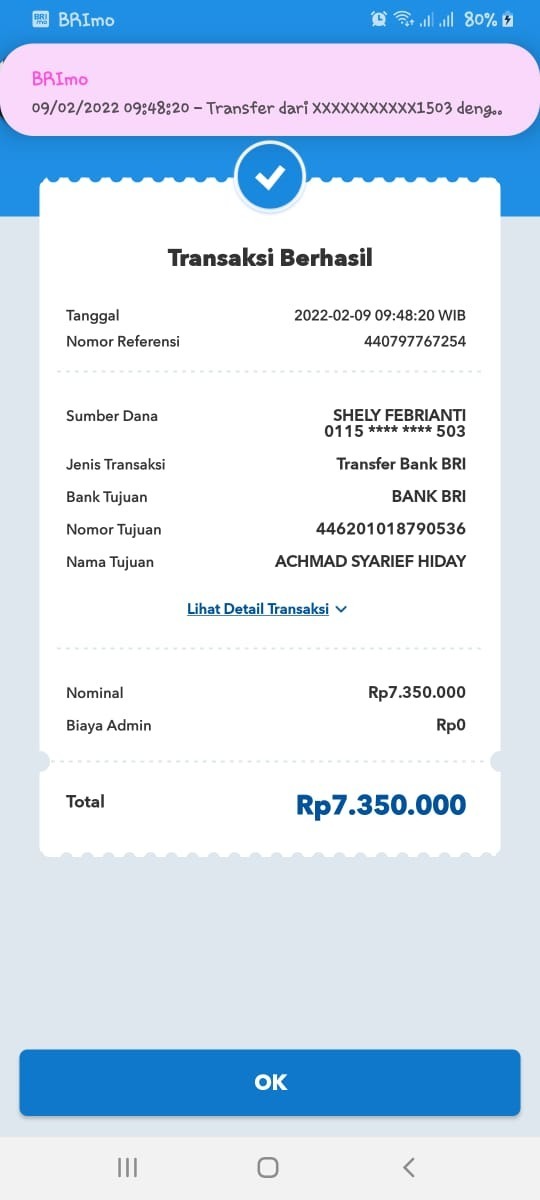 BRImo 80%
BRImo
09/02/2022 09:48:20 – Transfer dari XXXXXXXXXXX1503 deng..
Transaksi Berhasil
Tanggal 2022-02-09 09:48:20 WIB
Nomor Referensi 440797767254
Sumber Dana SHELY FEBRIANTI
0115 **** **** 503
Jenis Transaksi Transfer Bank BRI
Bank Tujuan BANK BRI
Nomor Tujuan 446201018790536
Nama Tujuan ACHMAD SYARIEF HIDAY
Lihat Detail Transaksi
Nominal Rp7.350.000
Biaya Admin Rp0
Total Rp7.350.000
OK